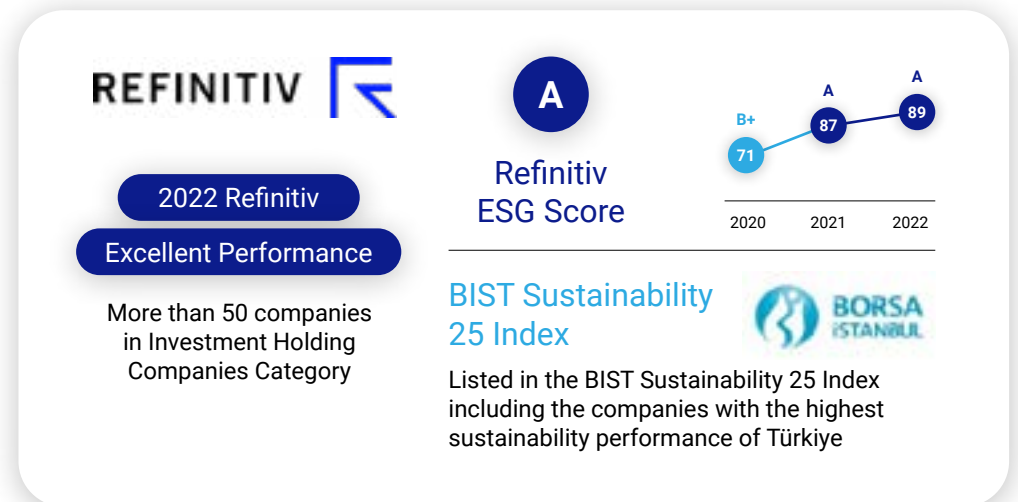 REFINITIV
2022 Refinitiv
Excellent Performance
More than 50 companies
in Investment Holding
Companies Category
A
Refinitiv
ESG Score
B+
A
A
71
87
89
2020
2021
2022
BIST Sustainability
25 Index
BORSA
İSTANBUL
Listed in the BIST Sustainability 25 Index
including the companies with the highest
sustainability performance of Türkiye